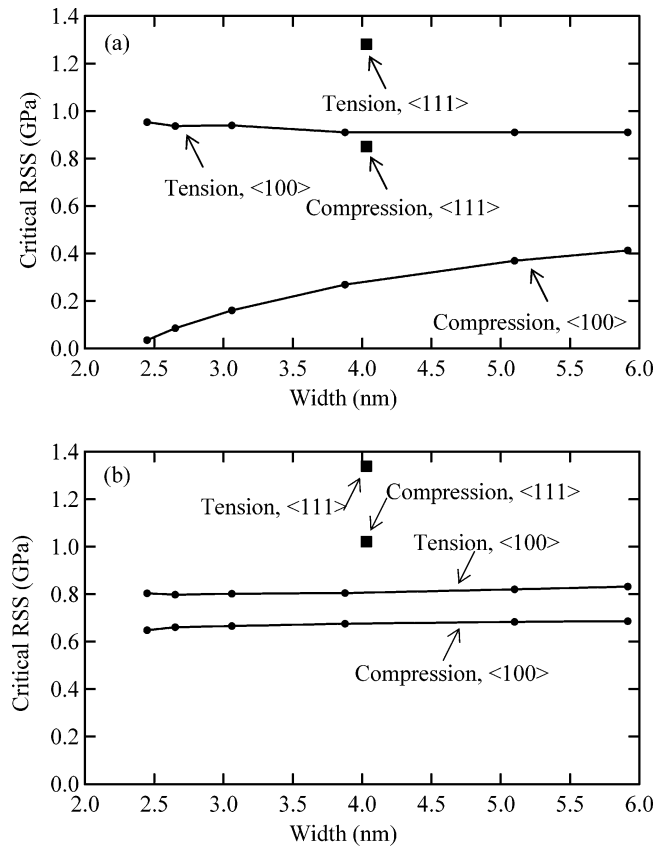 (a)
1.4
1.2
1.0
0.8
0.6
0.4
0.2
0.0
Critical RSS (GPa)
Tension, <111>
Tension, <100>
Compression, <111>
Compression, <100>
2.0 2.5 3.0 3.5 4.0 4.5 5.0 5.5 6.0
Width (nm)
(b)
1.4
1.2
1.0
0.8
0.6
0.4
0.2
0.0
Critical RSS (GPa)
Compression, <111>
Tension, <111>
Tension, <100>
Compression, <100>
2.0 2.5 3.0 3.5 4.0 4.5 5.0 5.5 6.0
Width (nm)